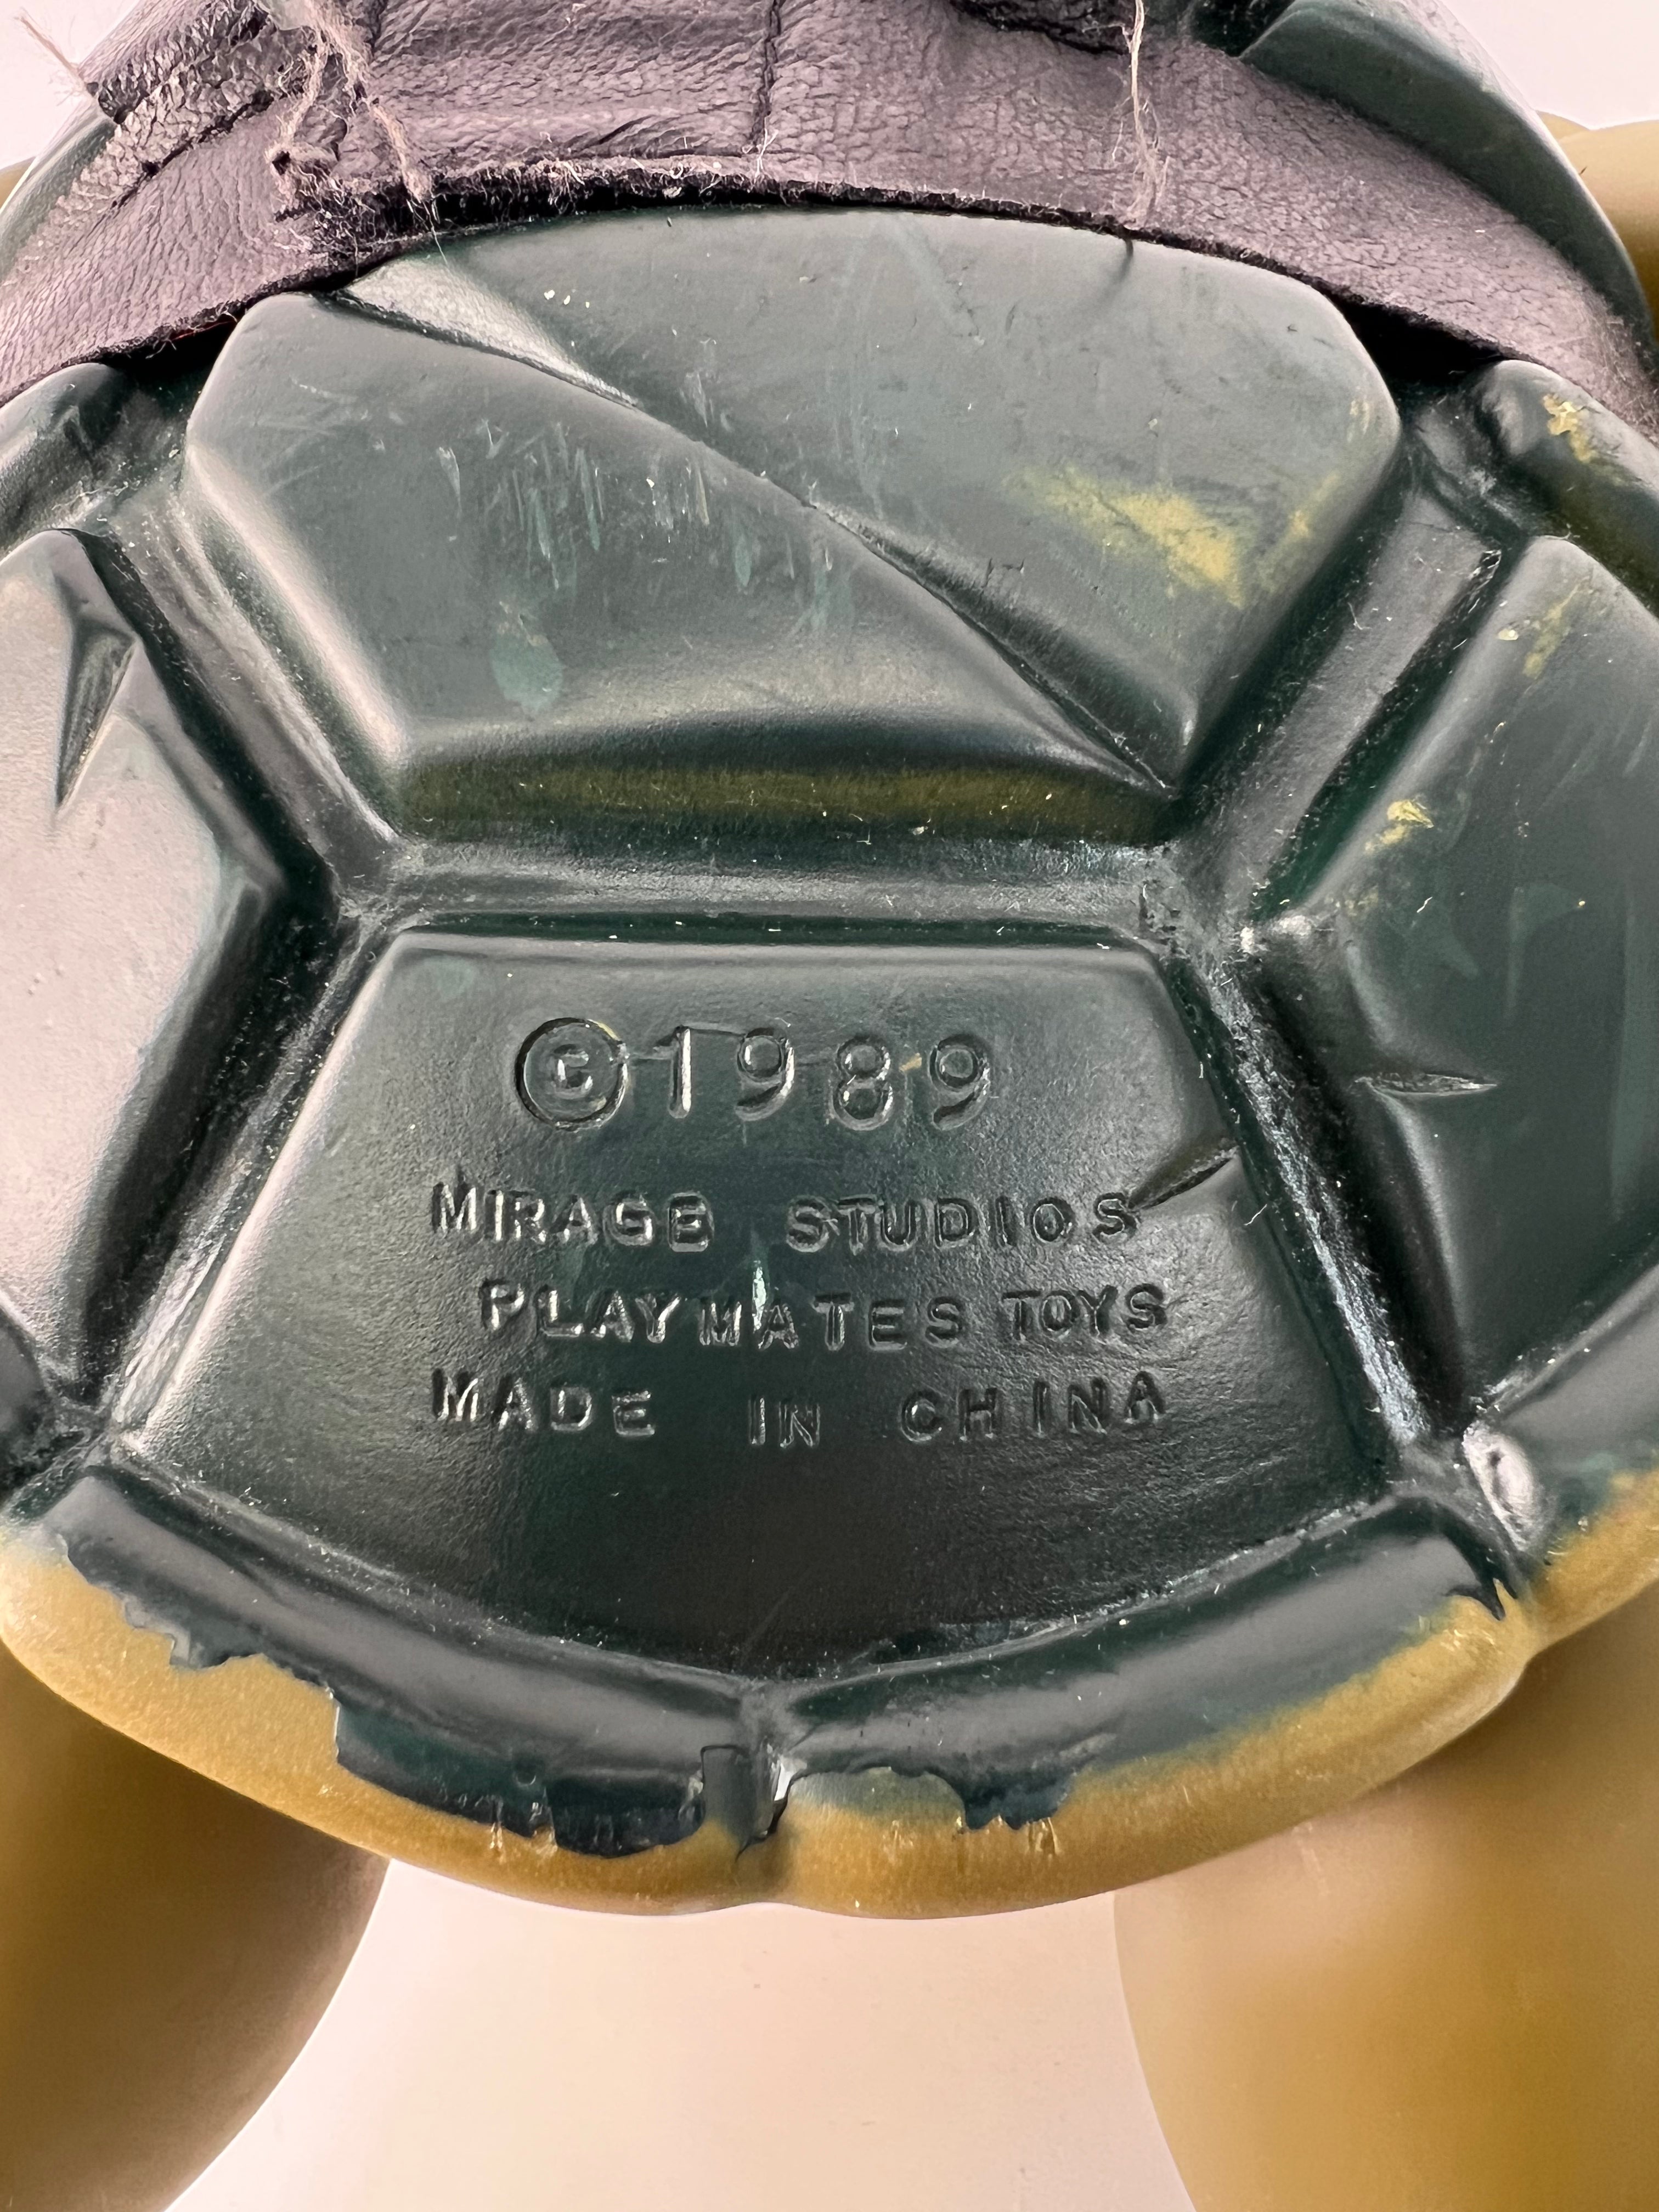 ©1989
MIRAGE STUDIOS
PLAYMATES TOYS
MADE IN CHINA